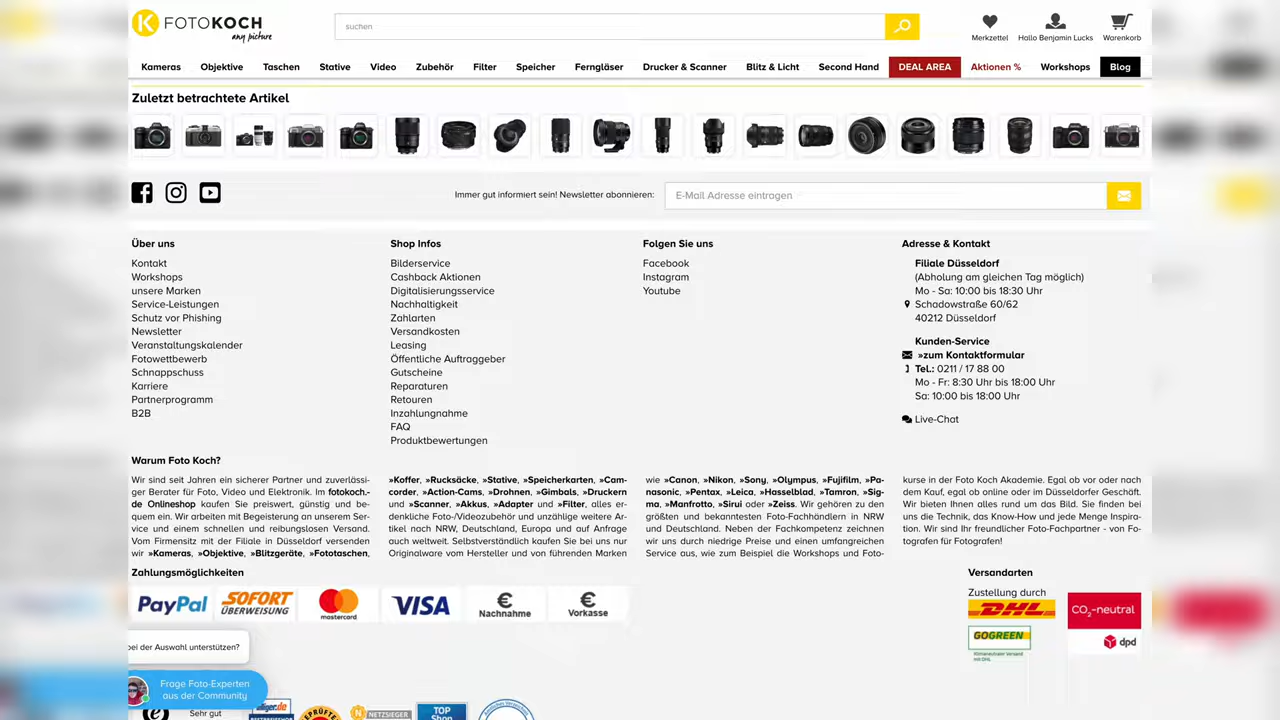 K FOTOKOCH
any picture
suchen
Merkzettel
Hallo Benjamin Lucks
Warenkorb
Kameras Objektive Taschen Stative Video Zubehör Filter Speicher Ferngläser Drucker & Scanner Blitz & Licht Second Hand DEAL AREA Aktionen % Workshops Blog
Zuletzt betrachtete Artikel
Immer gut informiert sein! Newsletter abonnieren:
E-Mail Adresse eintragen
Über uns
Kontakt
Workshops
unsere Marken
Service-Leistungen
Schutz vor Phishing
Newsletter
Veranstaltungskalender
Fotowettbewerb
Schnappschuss
Karriere
Partnerprogramm
B2B
Shop Infos
Bilderservice
Cashback Aktionen
Digitalisierungsservice
Nachhaltigkeit
Zahlarten
Versandkosten
Leasing
Öffentliche Auftraggeber
Gutscheine
Reparaturen
Retouren
Inzahlungnahme
FAQ
Produktbewertungen
Folgen Sie uns
Facebook
Instagram
Youtube
Adresse & Kontakt
Filiale Düsseldorf
(Abholung am gleichen Tag möglich)
Mo - Sa: 10:00 bis 18:30 Uhr
Schadowstraße 60/62
40212 Düsseldorf
Kunden-Service
»zum Kontaktformular
Tel.: 0211 / 17 88 00
Mo - Fr: 8:30 Uhr bis 18:00 Uhr
Sa: 10:00 bis 18:00 Uhr
Live-Chat
Warum Foto Koch?
Wir sind seit Jahren ein sicherer Partner und zuverlässi-
ger Berater für Foto, Video und Elektronik. Im fotokoch.-
de Onlineshop kaufen Sie preiswert, günstig und be-
quem ein. Wir arbeiten mit Begeisterung an unserem Ser-
vice und einem schnellen und reibungslosen Versand.
Vom Firmensitz mit der Filiale in Düsseldorf versenden
wir »Kameras, »Objektive, »Blitzgeräte, »Fototaschen,
»Koffer, »Rucksäcke, »Stative, »Speicherkarten, »Cam-
corder, »Action-Cams, »Drohnen, »Gimbals, »Druckern
und »Scanner, »Akkus, »Adapter und »Filter, alles er-
denkliche Foto-/Videozubehör und unzählige weitere Ar-
tikel nach NRW, Deutschland, Europa und auf Anfrage
auch weltweit. Selbstverständlich kaufen Sie bei uns nur
Originalware vom Hersteller und von führenden Marken
wie »Canon, »Nikon, »Sony, »Olympus, »Fujifilm, »Pa-
nasonic, »Pentax, »Leica, »Hasselblad, »Tamron, »Sig-
ma, »Manfrotto, »Sirui oder »Zeiss. Wir gehören zu den
größten und bekanntesten Foto-Fachhändlern in NRW
und Deutschland. Neben der Fachkompetenz zeichnen
wir uns durch niedrige Preise und einen umfangreichen
Service aus, wie zum Beispiel die Workshops und Foto-
kurse in der Foto Koch Akademie. Egal ob vor oder nach
dem Kauf, egal ob online oder im Düsseldorfer Geschäft.
Wir bieten Ihnen alles rund um das Bild. Sie finden bei
uns die Technik, das Know-How und jede Menge Inspira-
tion. Wir sind Ihr freundlicher Foto-Fachpartner - von Fo-
tografen für Fotografen!
Zahlungsmöglichkeiten
PayPal
SOFORT
ÜBERWEISUNG
mastercard
VISA
€
Nachnahme
€
Vorkasse
Versandarten
Zustellung durch
DHL
GOGREEN
Klimaneutraler Versand
mit DHL
CO2-neutral
dpd
bei der Auswahl unterstützen?
Frage Foto-Experten
aus der Community
Sehr gut
billiger.de
NETZSIEGER
TOP
Shop